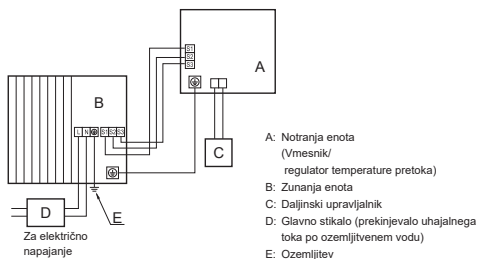 S1
S2
S3
A
B
L N S1 S2 S3
C
D
E
Za električno
napajanje
A: Notranja enota
(Vmesnik/
regulator temperature pretoka)
B: Zunanja enota
C: Daljinski upravljalnik
D: Glavno stikalo (prekinjevalo uhajalnega
toka po ozemljitvenem vodu)
E: Ozemljitev